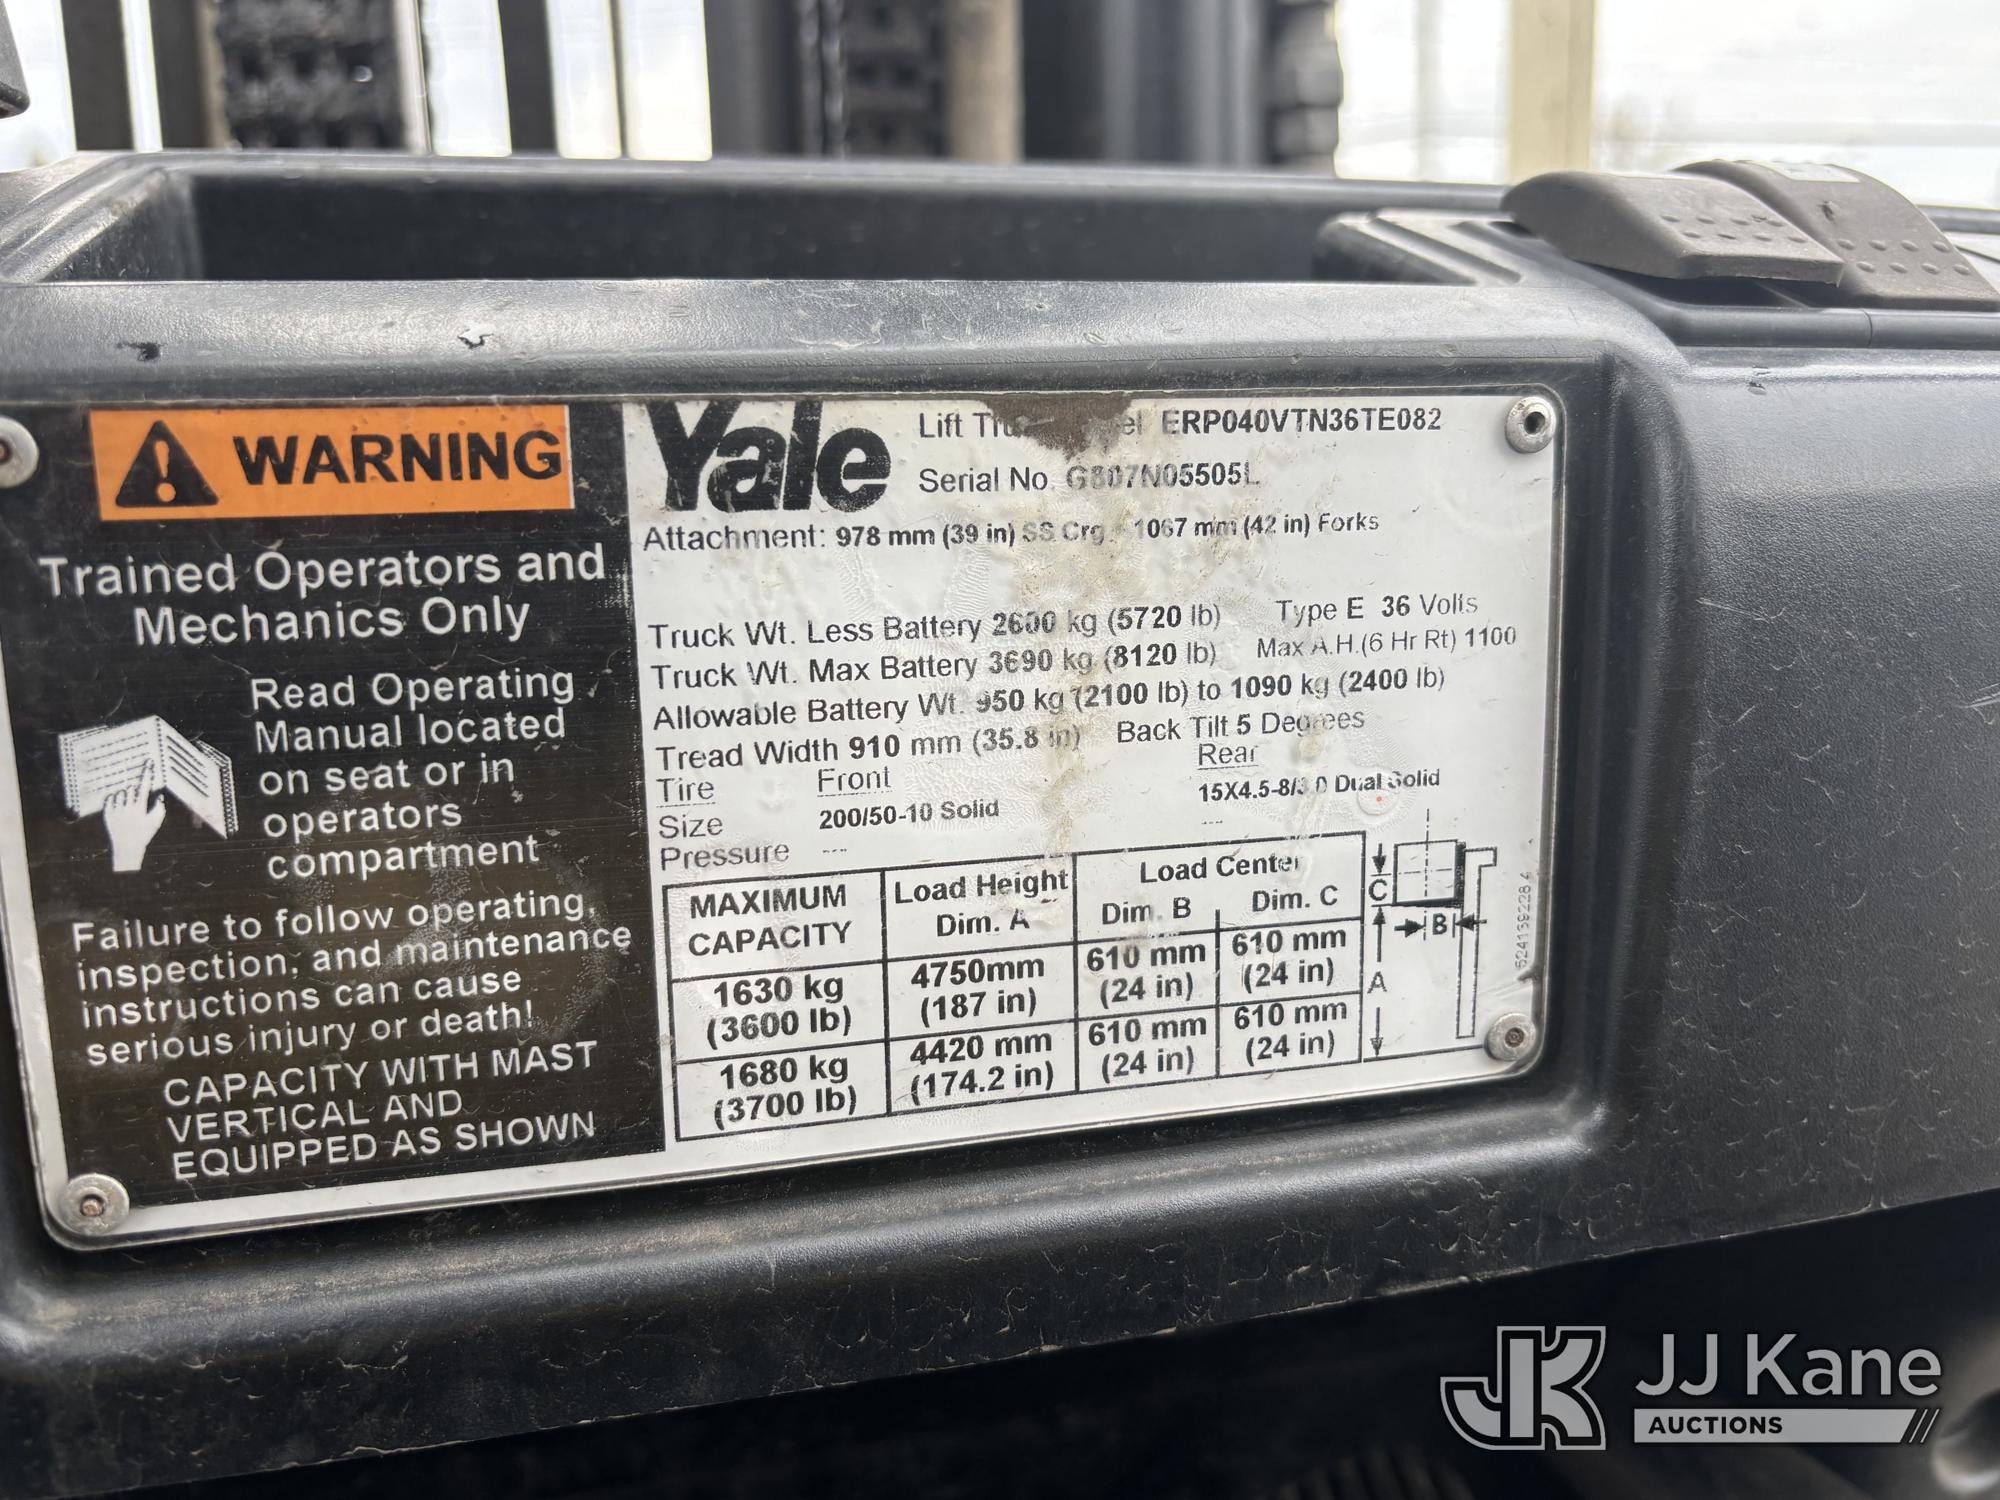 WARNING
Trained Operators and
Mechanics Only
Read Operating
Manual located
on seat or in
operators
compartment
Failure to follow operating,
inspection, and maintenance
instructions can cause
serious injury or death!
CAPACITY WITH MAST
VERTICAL AND
EQUIPPED AS SHOWN
Yale
Lift ERP040VTN36TE082
Serial No. G807N05505L
Attachment: 978 mm (39 in) SS Crg - 1067 mm (42 in) Forks
Truck Wt. Less Battery 2600 kg (5720 lb) Type E 36 Volts
Truck Wt. Max Battery 3690 kg (8120 lb) Max A.H.(6 Hr Rt) 1100
Allowable Battery Wt. 950 kg (2100 lb) to 1090 kg (2400 lb)
Tread Width 910 mm (35.8 in) Back Tilt 5 Degrees
Tire Front Rear
Size 200/50-10 Solid 15X4.5-8/3.0 Dual Solid
Pressure ---- ----
MAXIMUM CAPACITY Load Height Dim. A Load Center Dim. B Dim. C
1630 kg (3600 lb) 4750mm (187 in) 610 mm (24 in) 610 mm (24 in)
1680 kg (3700 lb) 4420 mm (174.2 in) 610 mm (24 in) 610 mm (24 in)
C
B
A
524159228 4
JK JJ Kane
AUCTIONS